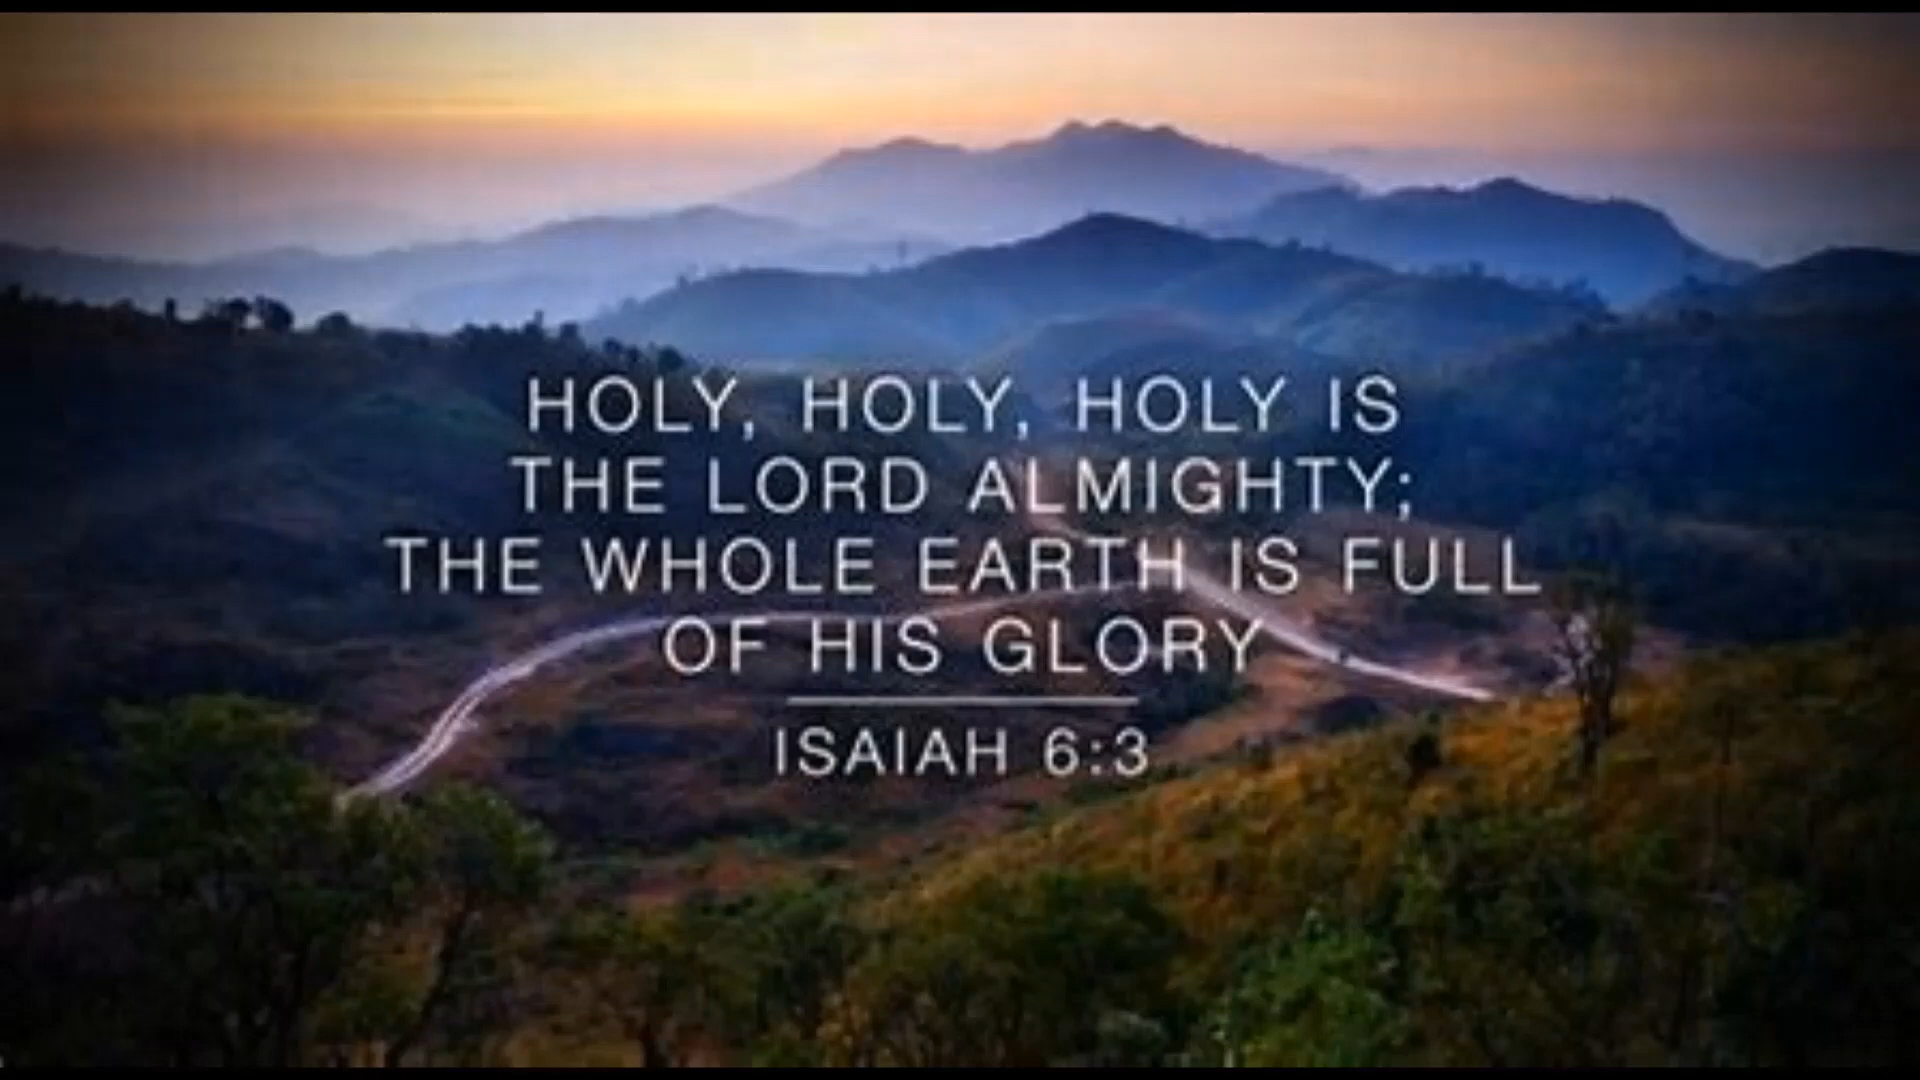 HOLY, HOLY, HOLY IS
THE LORD ALMIGHTY;
THE WHOLE EARTH IS FULL
OF HIS GLORY
ISAIAH 6:3